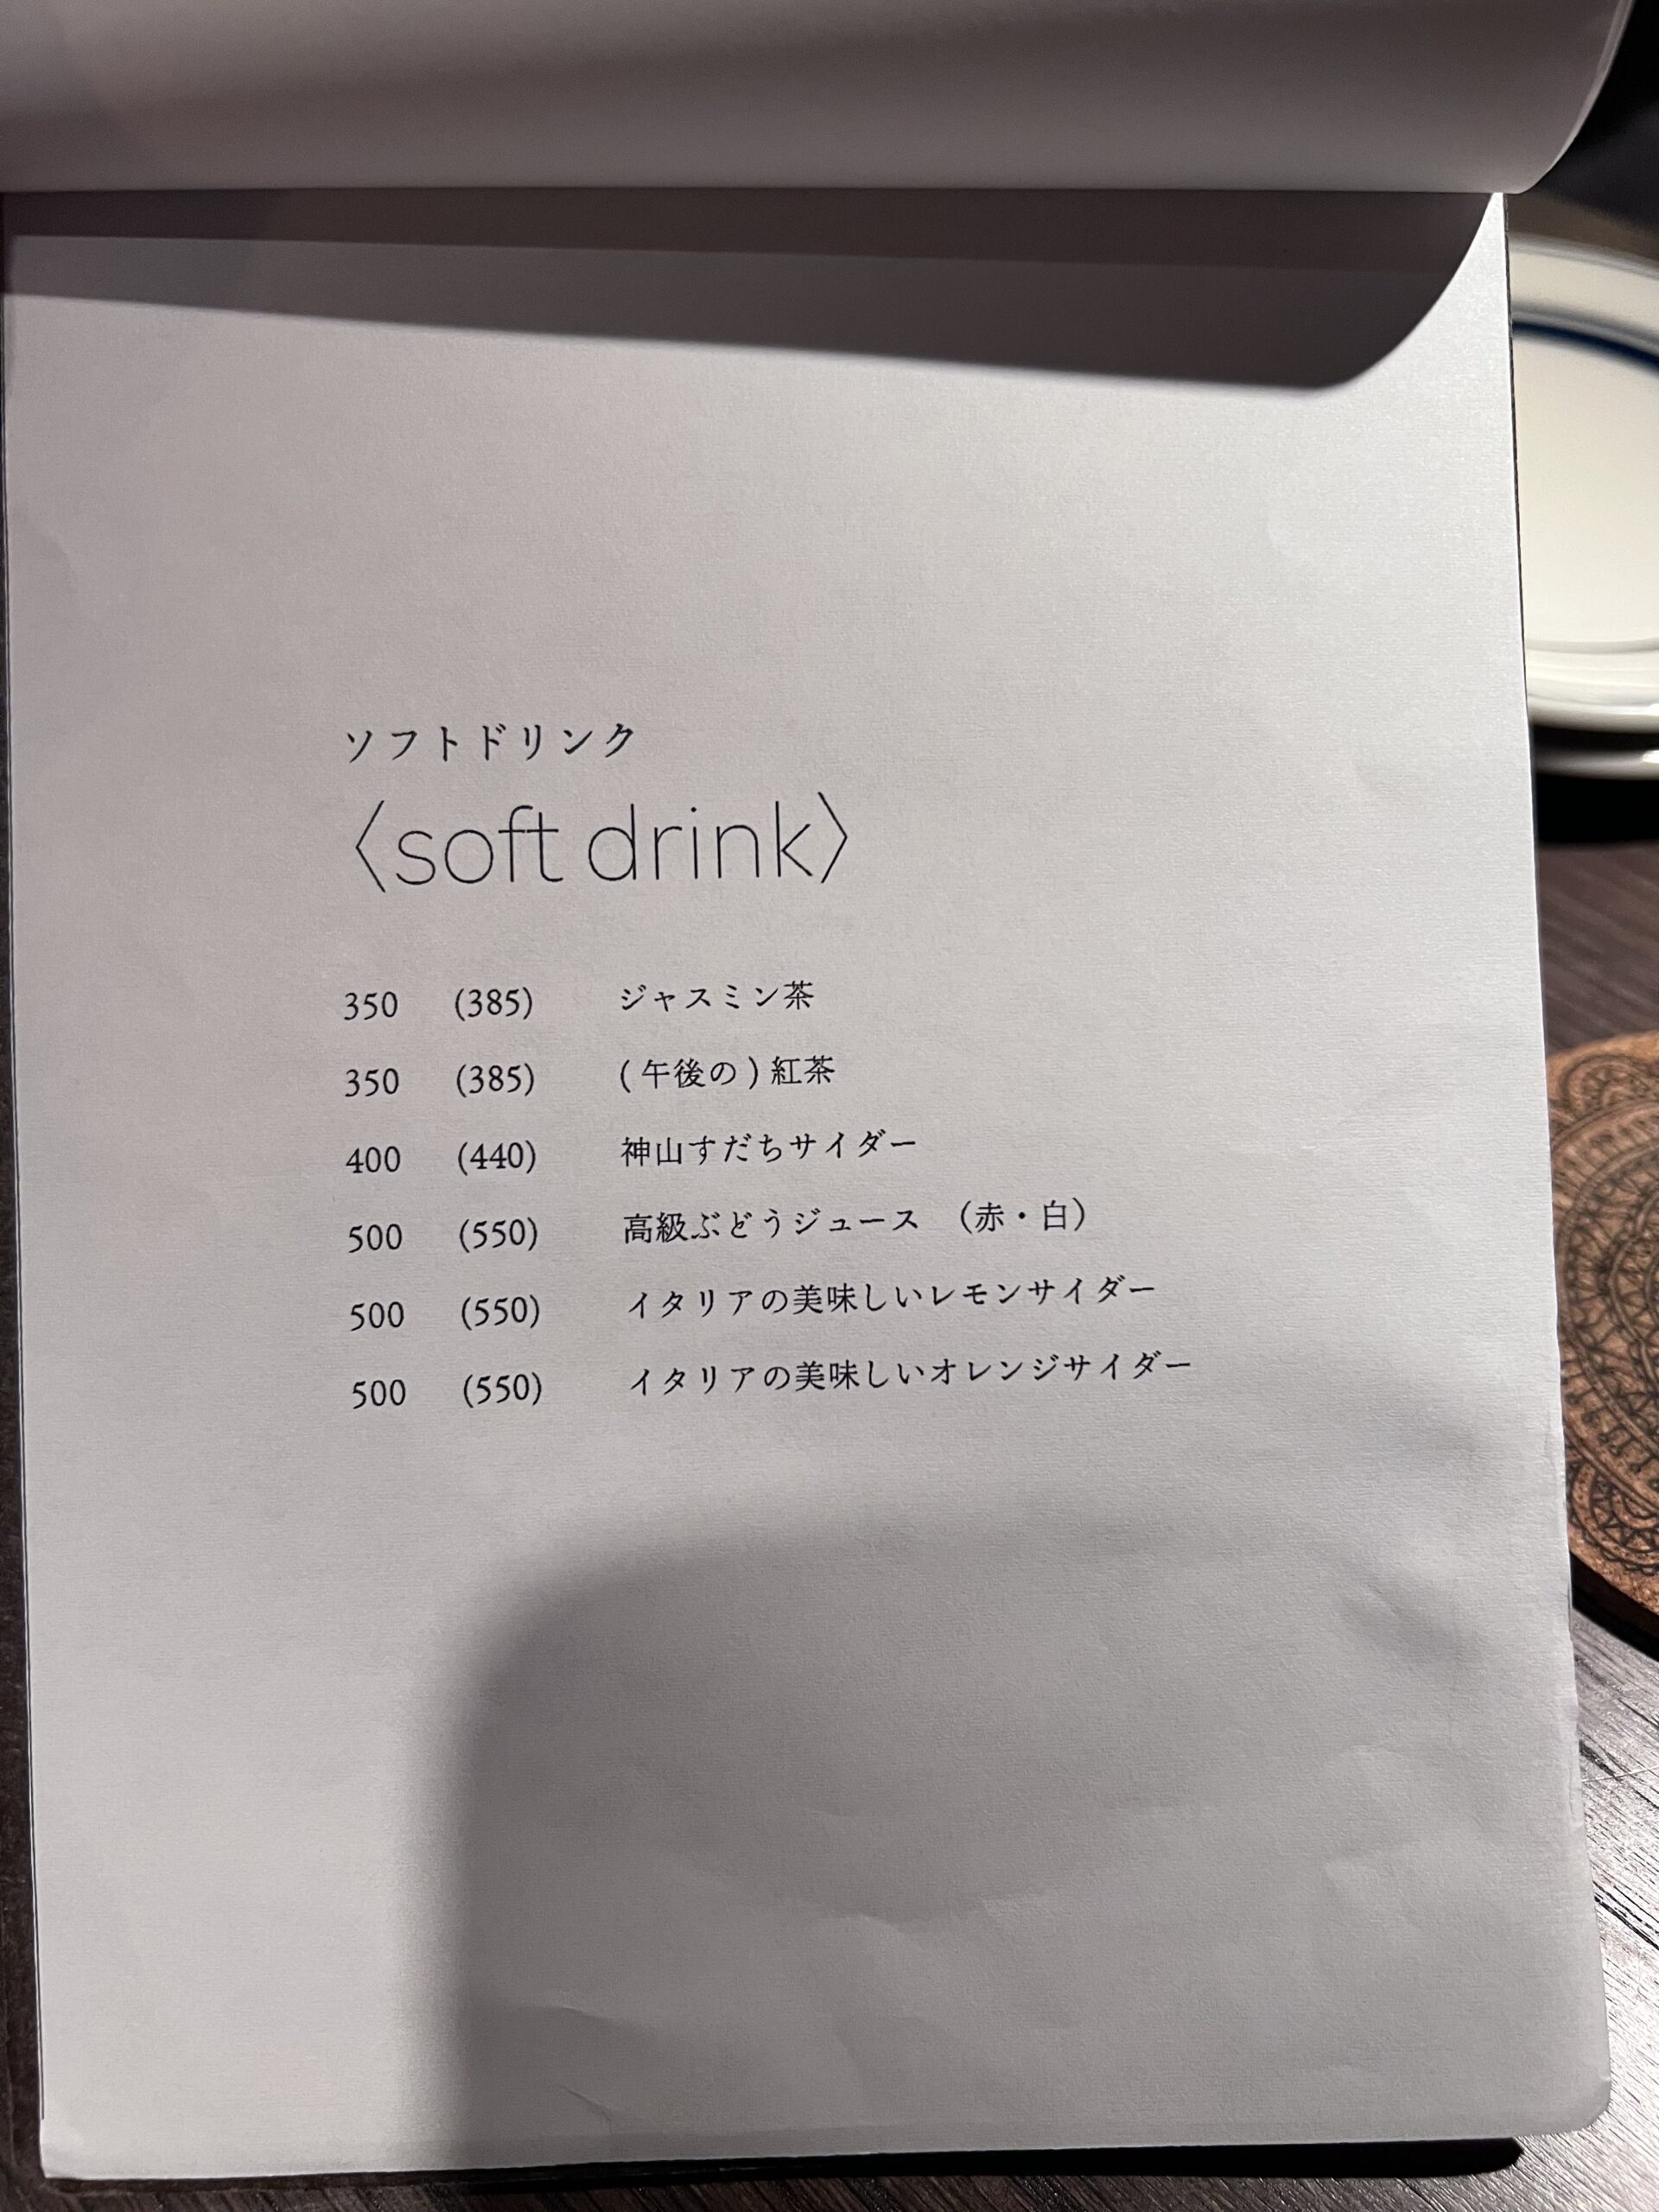 ソフトドリンク
〈soft drink〉
350 (385) ジャスミン茶
350 (385) (午後の) 紅茶
400 (440) 神山すだちサイダー
500 (550) 高級ぶどうジュース （赤・白）
500 (550) イタリアの美味しいレモンサイダー
500 (550) イタリアの美味しいオレンジサイダー